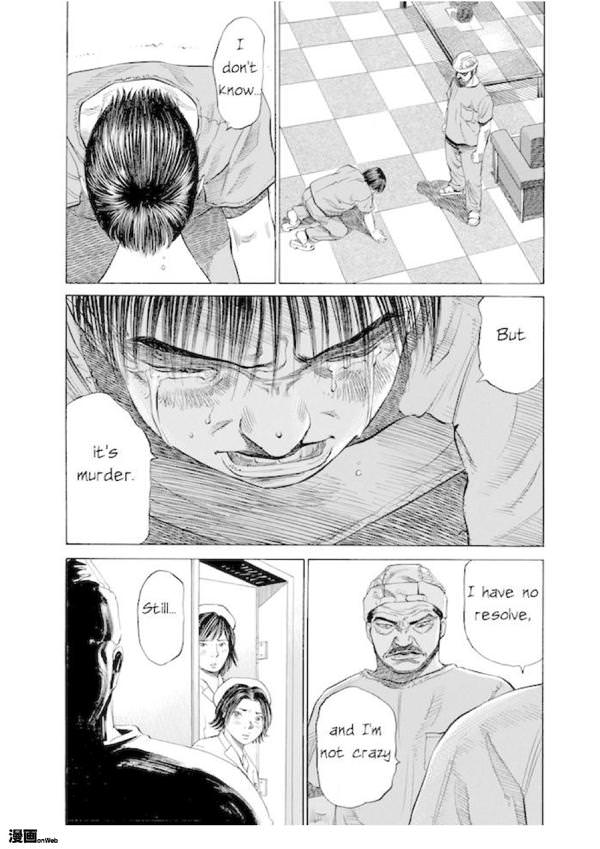 I
don't
know...
But
it's
murder.
I have no
resolve,
and I'm
not crazy
Still...
漫画onWeb